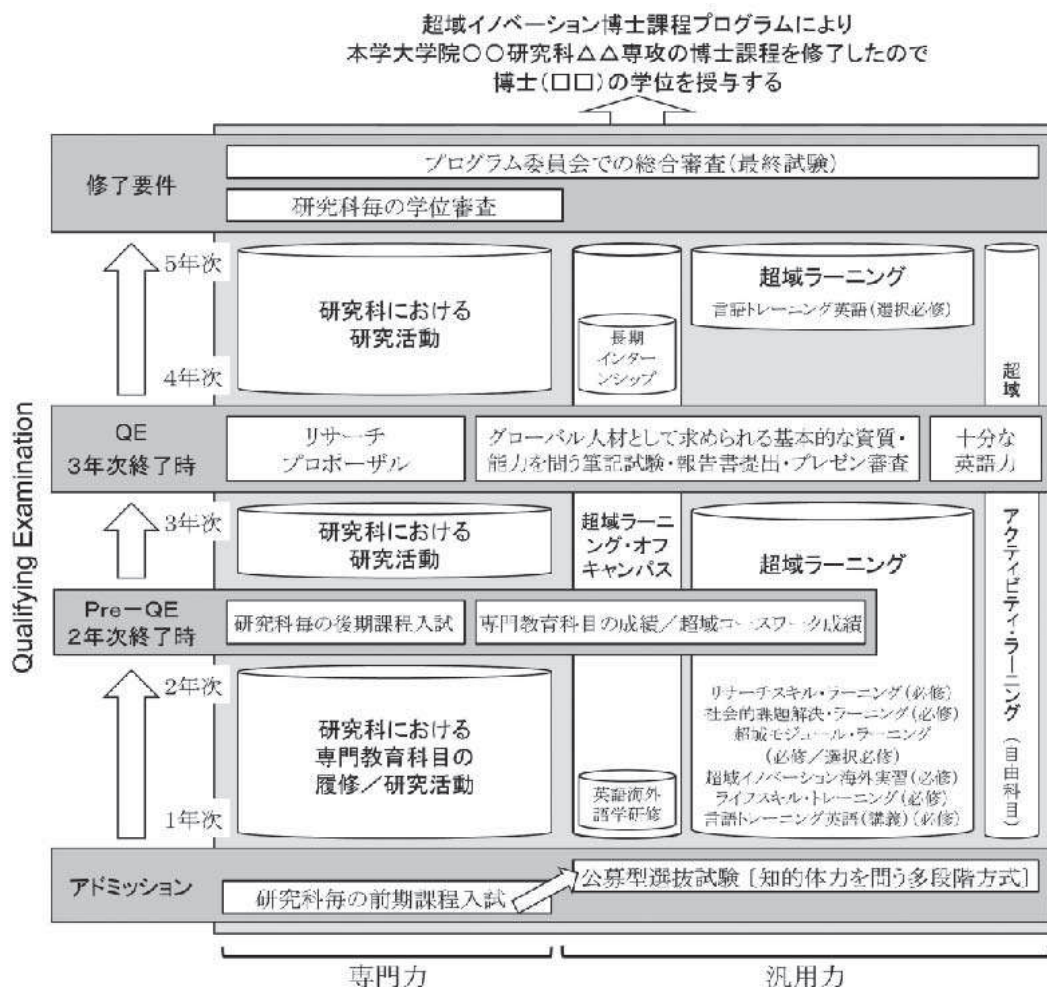 超域イノベーション博士課程プログラムにより
本学大学院〇〇研究科△△専攻の博士課程を修了したので
博士(□□)の学位を授与する
修了要件
プログラム委員会での総合審査(最終試験)
研究科毎の学位審査
5年次
4年次
研究科における
研究活動
長期
インター
ンシップ
超域ラーニング
言語トレーニング英語(選択必修)
超域
Qualifying Examination
QE
3年次終了時
リサーチ
プロポーザル
グローバル人材として求められる基本的な資質・
能力を問う筆記試験・報告書提出・プレゼン審査
十分な
英語力
3年次
研究科における
研究活動
超域ラーニ
ング・オフ
キャンパス
超域ラーニング
アクティビティ・ラーニング(自由科目)
Pre-QE
2年次終了時
研究科毎の後期課程入試
専門教育科目の成績/超域コースワーク成績
2年次
1年次
研究科における
専門教育科目の
履修/研究活動
英語海外
語学研修
リサーチスキル・ラーニング(必修)
社会的課題解決・ラーニング(必修)
超域モジュール・ラーニング
(必修/選択必修)
超域イノベーション海外実習(必修)
ライフスキル・トレーニング(必修)
言語トレーニング英語(講義)(必修)
アドミッション
研究科毎の前期課程入試
公募型選抜試験[知的体力を問う多段階方式]
専門力
汎用力